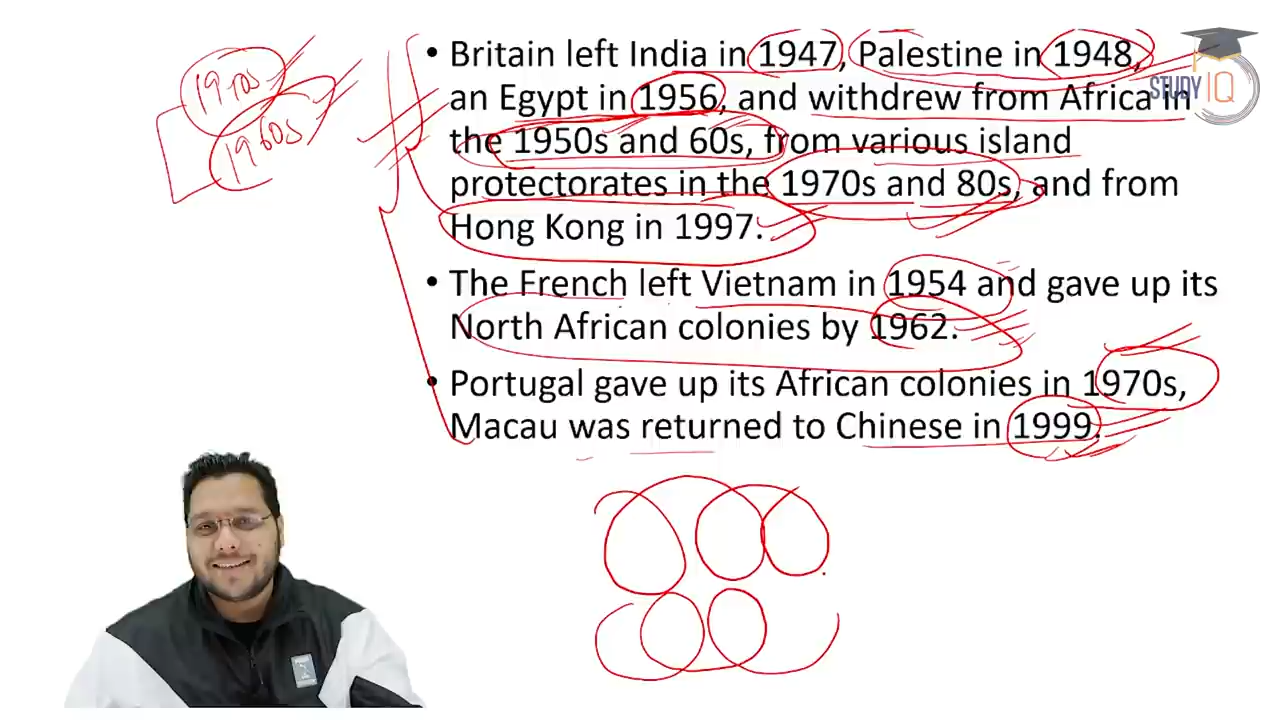 • Britain left India in 1947, Palestine in 1948,
an Egypt in 1956, and withdrew from Africa in
the 1950s and 60s, from various island
protectorates in the 1970s and 80s, and from
Hong Kong in 1997.
• The French left Vietnam in 1954 and gave up its
North African colonies by 1962.
• Portugal gave up its African colonies in 1970s,
Macau was returned to Chinese in 1999.
1960s
STUDY IQ